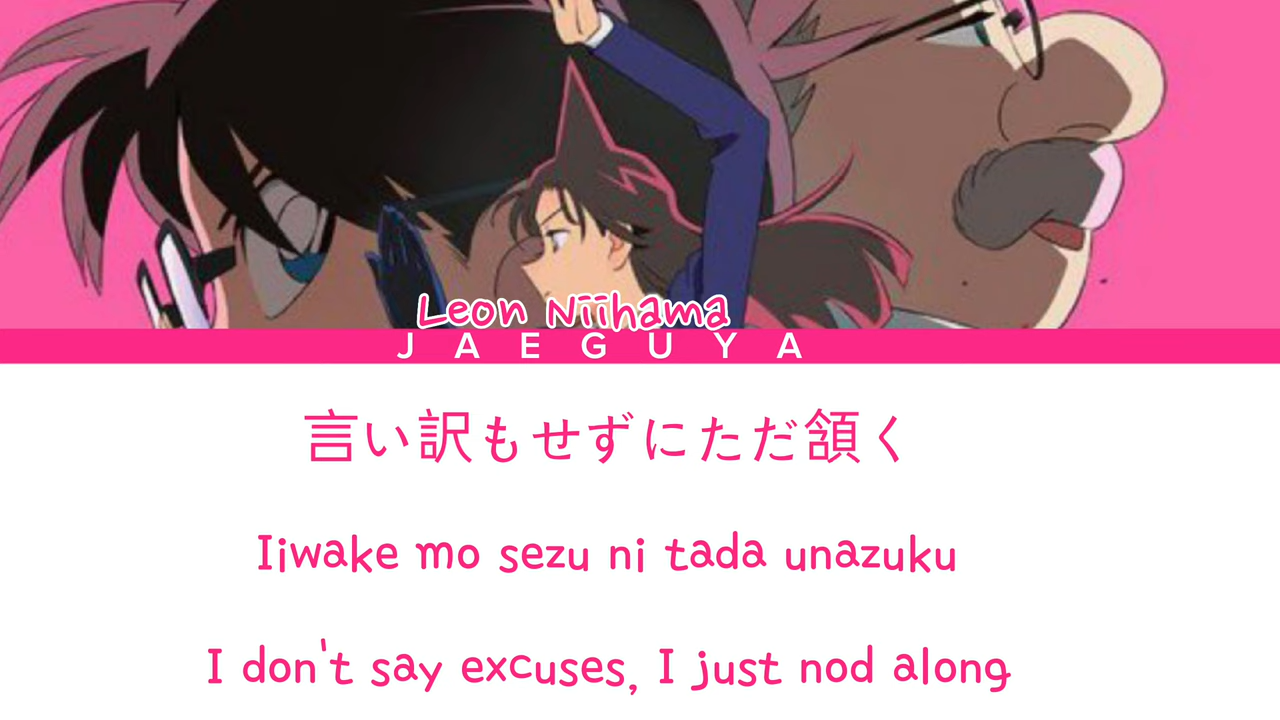 Leon Niihama
JAEGUYA
言い訳もせずにただ頷く
Iiwake mo sezu ni tada unazuku
I don't say excuses, I just nod along